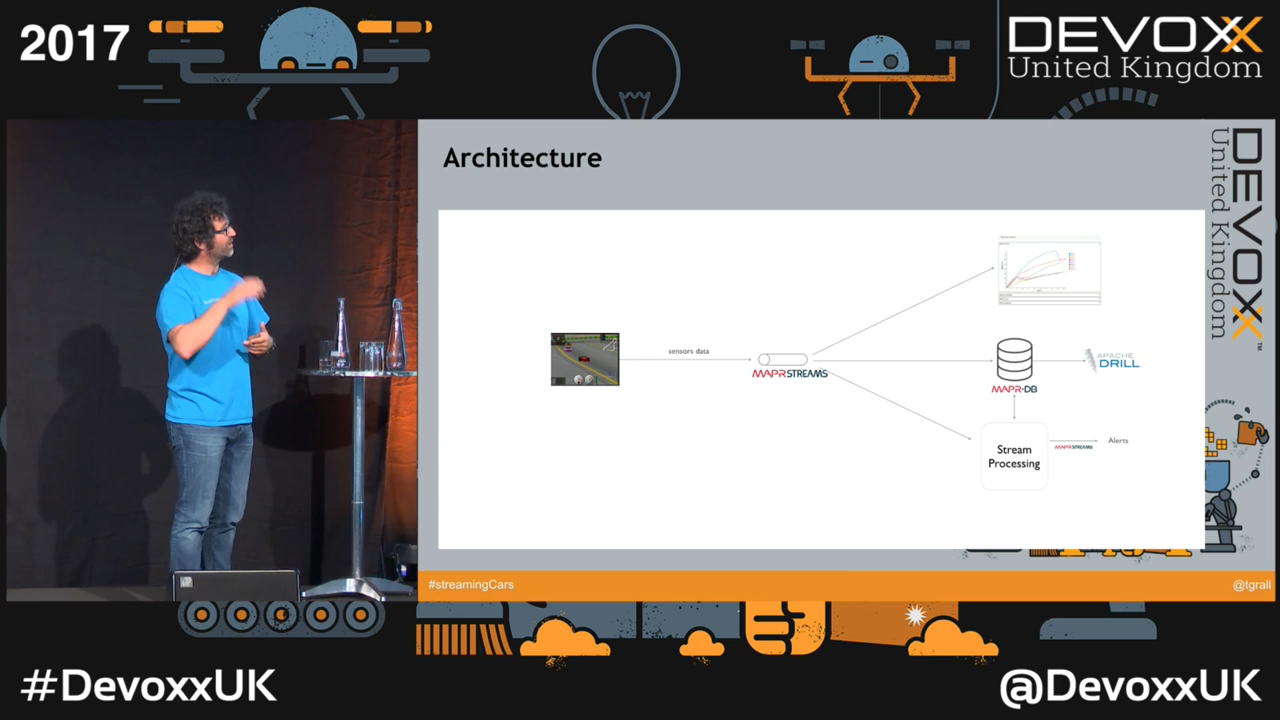 2017
DEVOXX
United Kingdom
Architecture
DEVOXX™
United Kingdom
sensors data
MAPR STREAMS
MAPR-DB
APACHE
DRILL
Stream
Processing
MAPR STREAMS
Alerts
#streamingCars
@tgrall
#DevoxxUK
@DevoxxUK